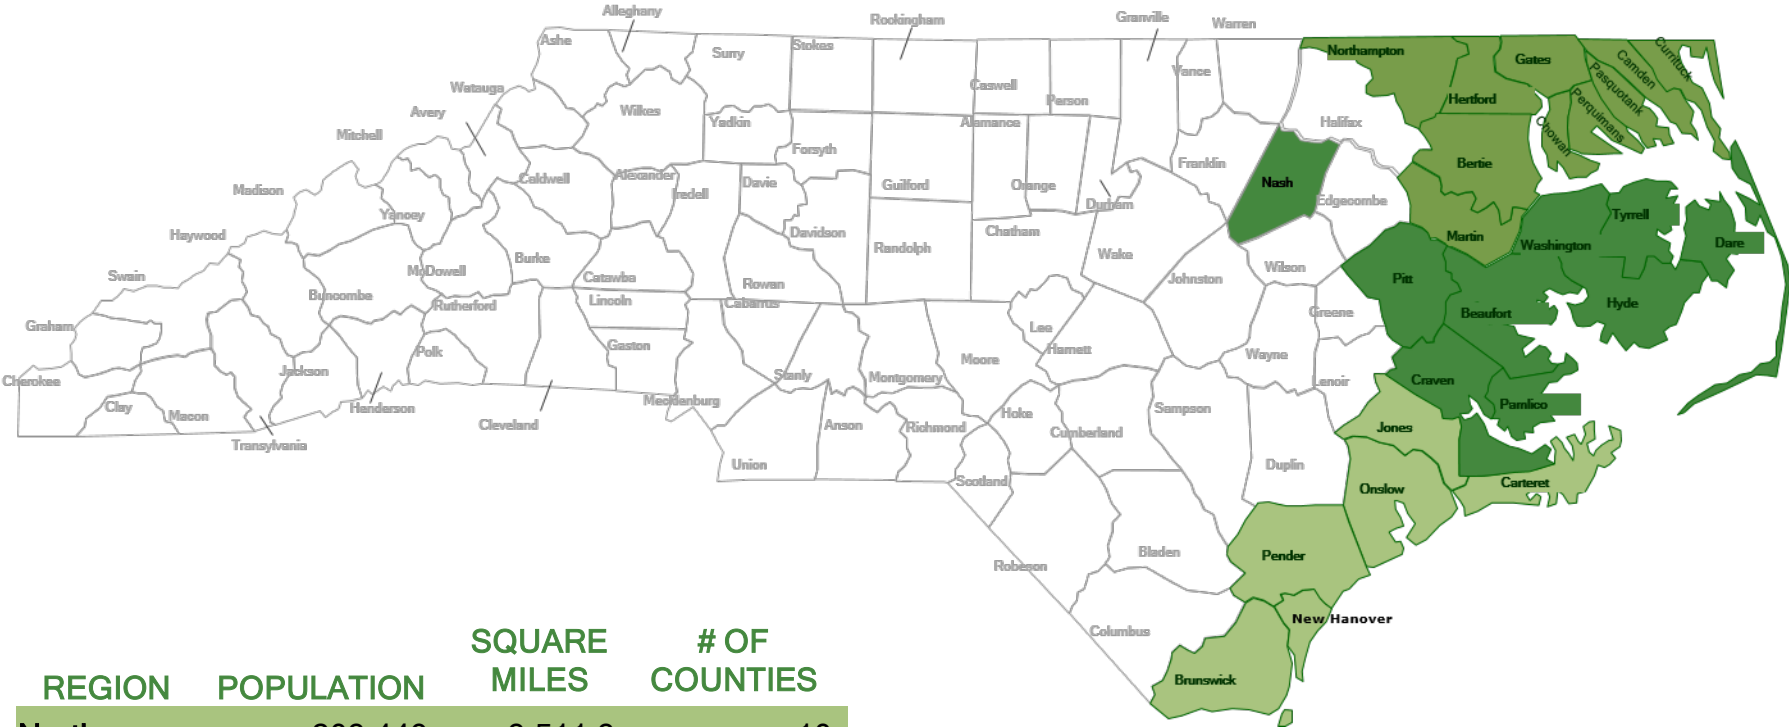 Alleghany
Rockingham
Granville
Warren
Ashe
Surry
Stokes
Northampton
Gates
Currituck
Camden
Pasquotank
Perquimans
Chowan
Watauga
Vance
Caswell
Person
Hertford
Avery
Wilkes
Yadkin
Alamance
Halifax
Mitchell
Forsyth
Franklin
Bertie
Madison
Caldwell
Alexander
Iredell
Davie
Guilford
Orange
Durham
Nash
Edgecombe
Yancey
Haywood
Davidson
Randolph
Chatham
Wake
Martin
Washington
Tyrrell
Dare
Swain
McDowell
Burke
Catawba
Rowan
Johnston
Wilson
Pitt
Buncombe
Rutherford
Lincoln
Cabarrus
Greene
Beaufort
Hyde
Graham
Polk
Gaston
Lee
Harnett
Moore
Wayne
Cherokee
Jackson
Stanly
Montgomery
Lenoir
Craven
Clay
Macon
Henderson
Mecklenburg
Pamlico
Transylvania
Cleveland
Anson
Richmond
Hoke
Cumberland
Sampson
Jones
Union
Scotland
Duplin
Onslow
Carteret
Robeson
Bladen
Pender
Columbus
New Hanover
Brunswick
REGION POPULATION SQUARE MILES # OF COUNTIES